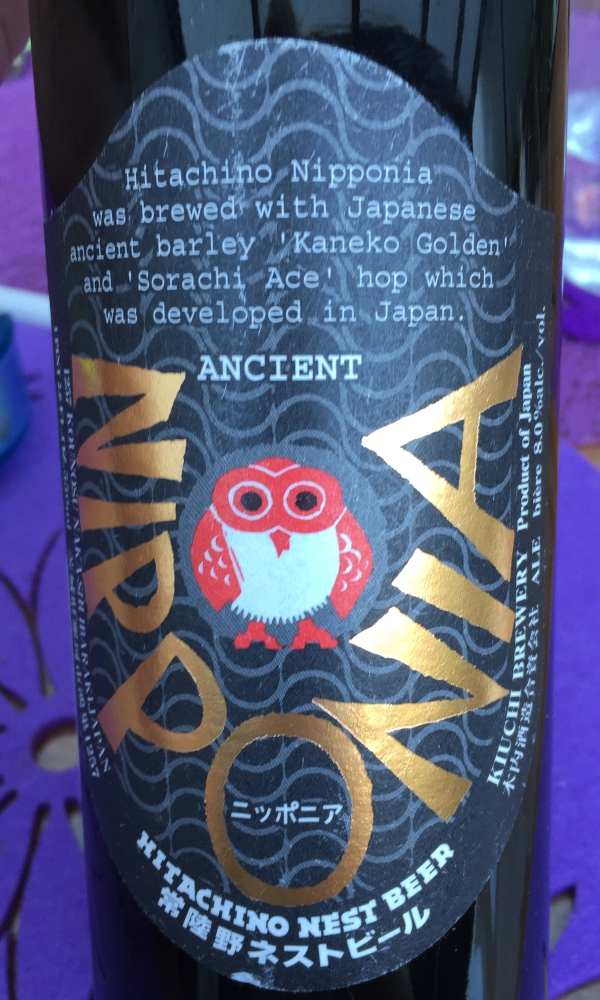 Hitachino Nipponia
was brewed with Japanese
ancient barley 'Kaneko Golden'
and 'Sorachi Ace' hop which
was developed in Japan.
ANCIENT
NIPPONIA
ニッポニア
HITACHINO NEST BEER
常陸野ネストビール
KIUCHI BREWERY Product of Japan
木内酒造合資会社 ALE bière 8.0%alc./vol.